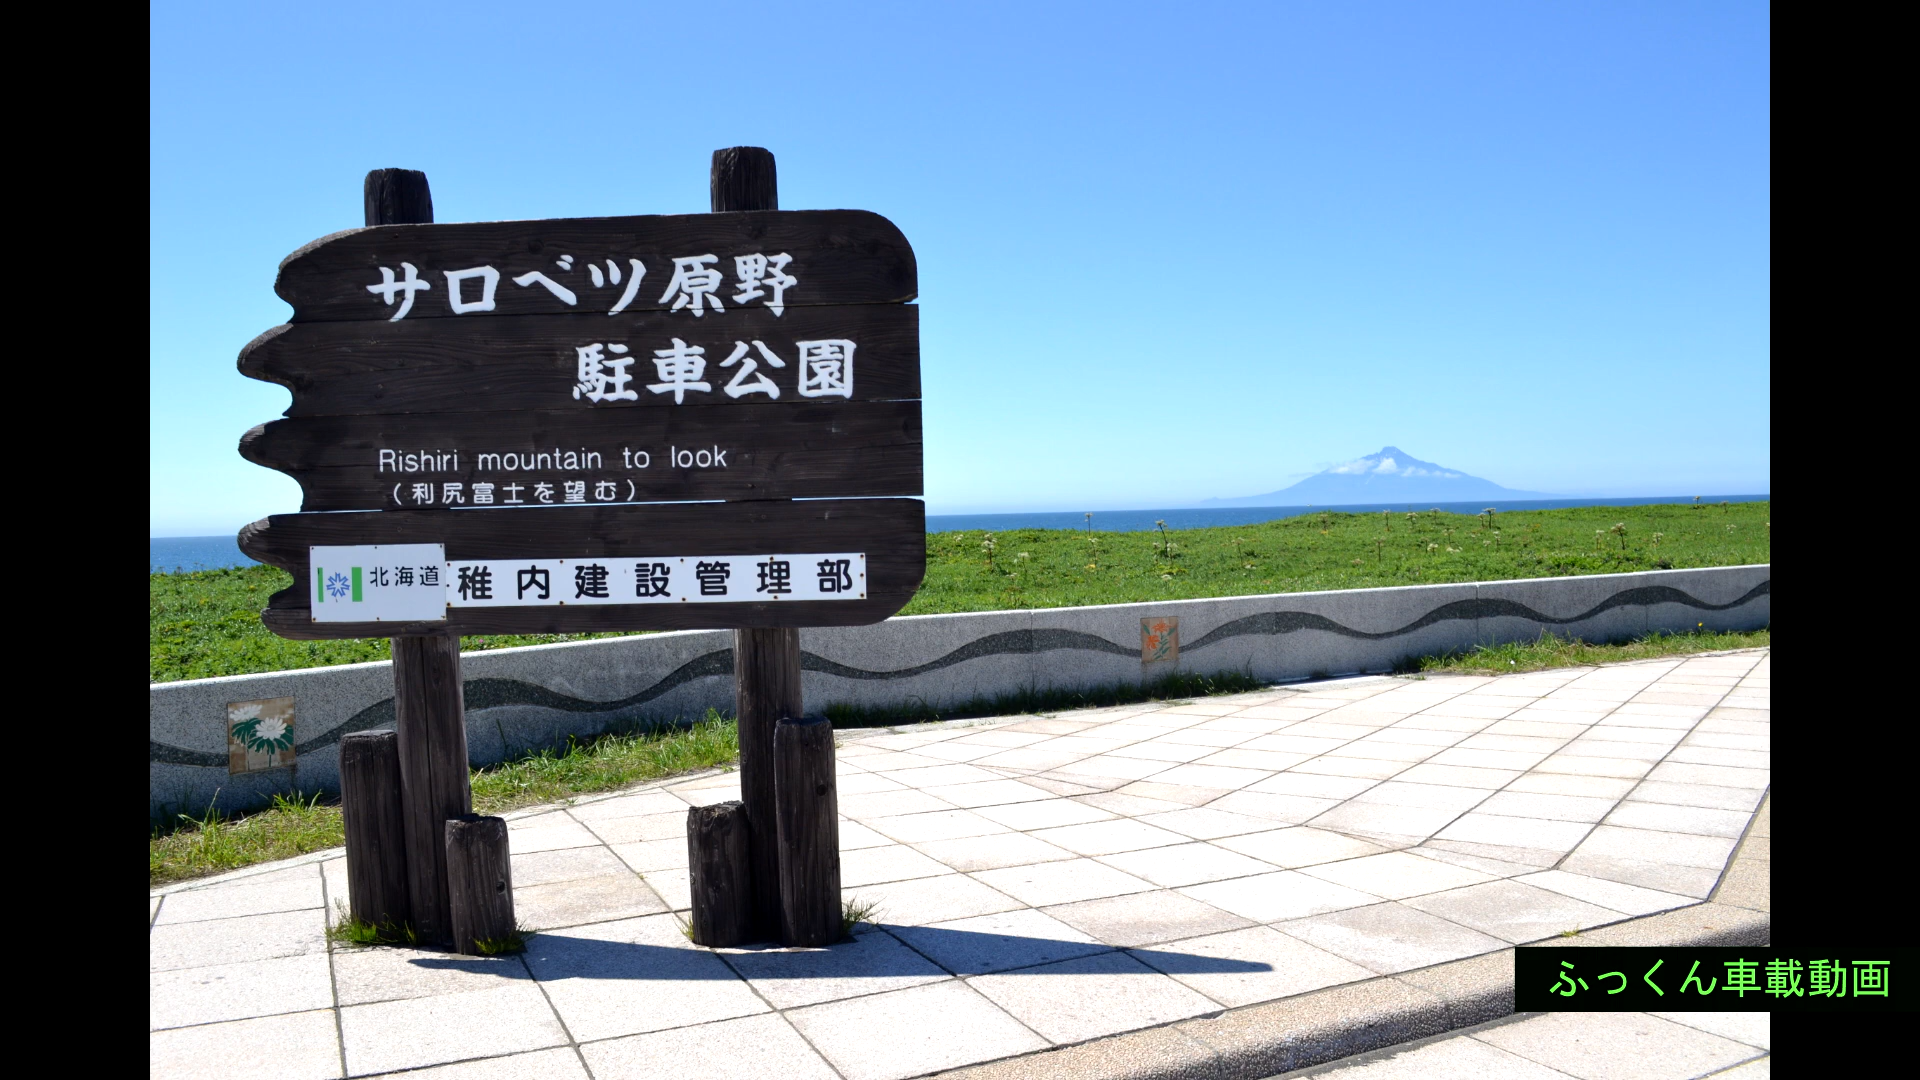 サロベツ原野
駐車公園
Rishiri mountain to look
（利尻富士を望む）
北海道 稚内建設管理部
ふっくん車載動画